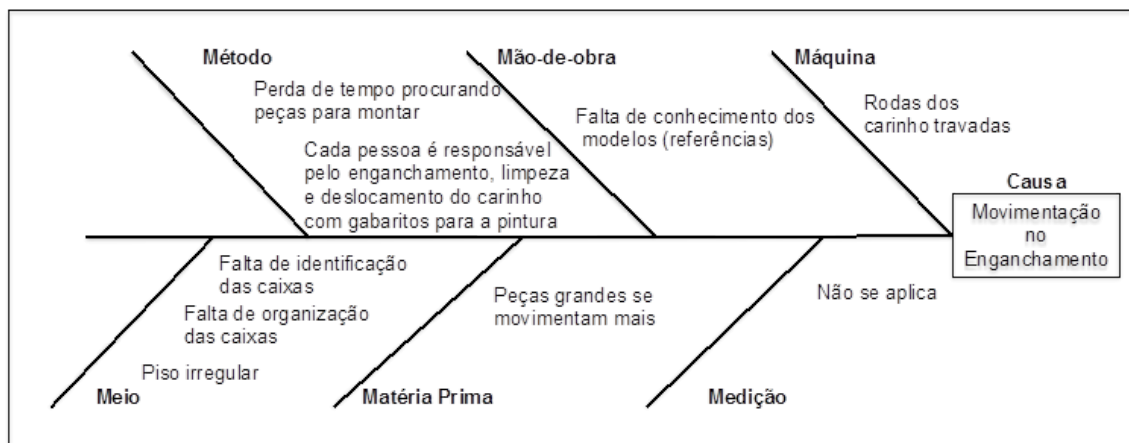 Método
Perda de tempo procurando
peças para montar
Cada pessoa é responsável
pelo enganchamento, limpeza
e deslocamento do carinho
com gabaritos para a pintura
Mão-de-obra
Falta de conhecimento dos
modelos (referências)
Máquina
Rodas dos
carinho travadas
Causa
Movimentação
no
Enganchamento
Falta de identificação
das caixas
Falta de organização
das caixas
Piso irregular
Meio
Peças grandes se
movimentam mais
Matéria Prima
Não se aplica
Medição